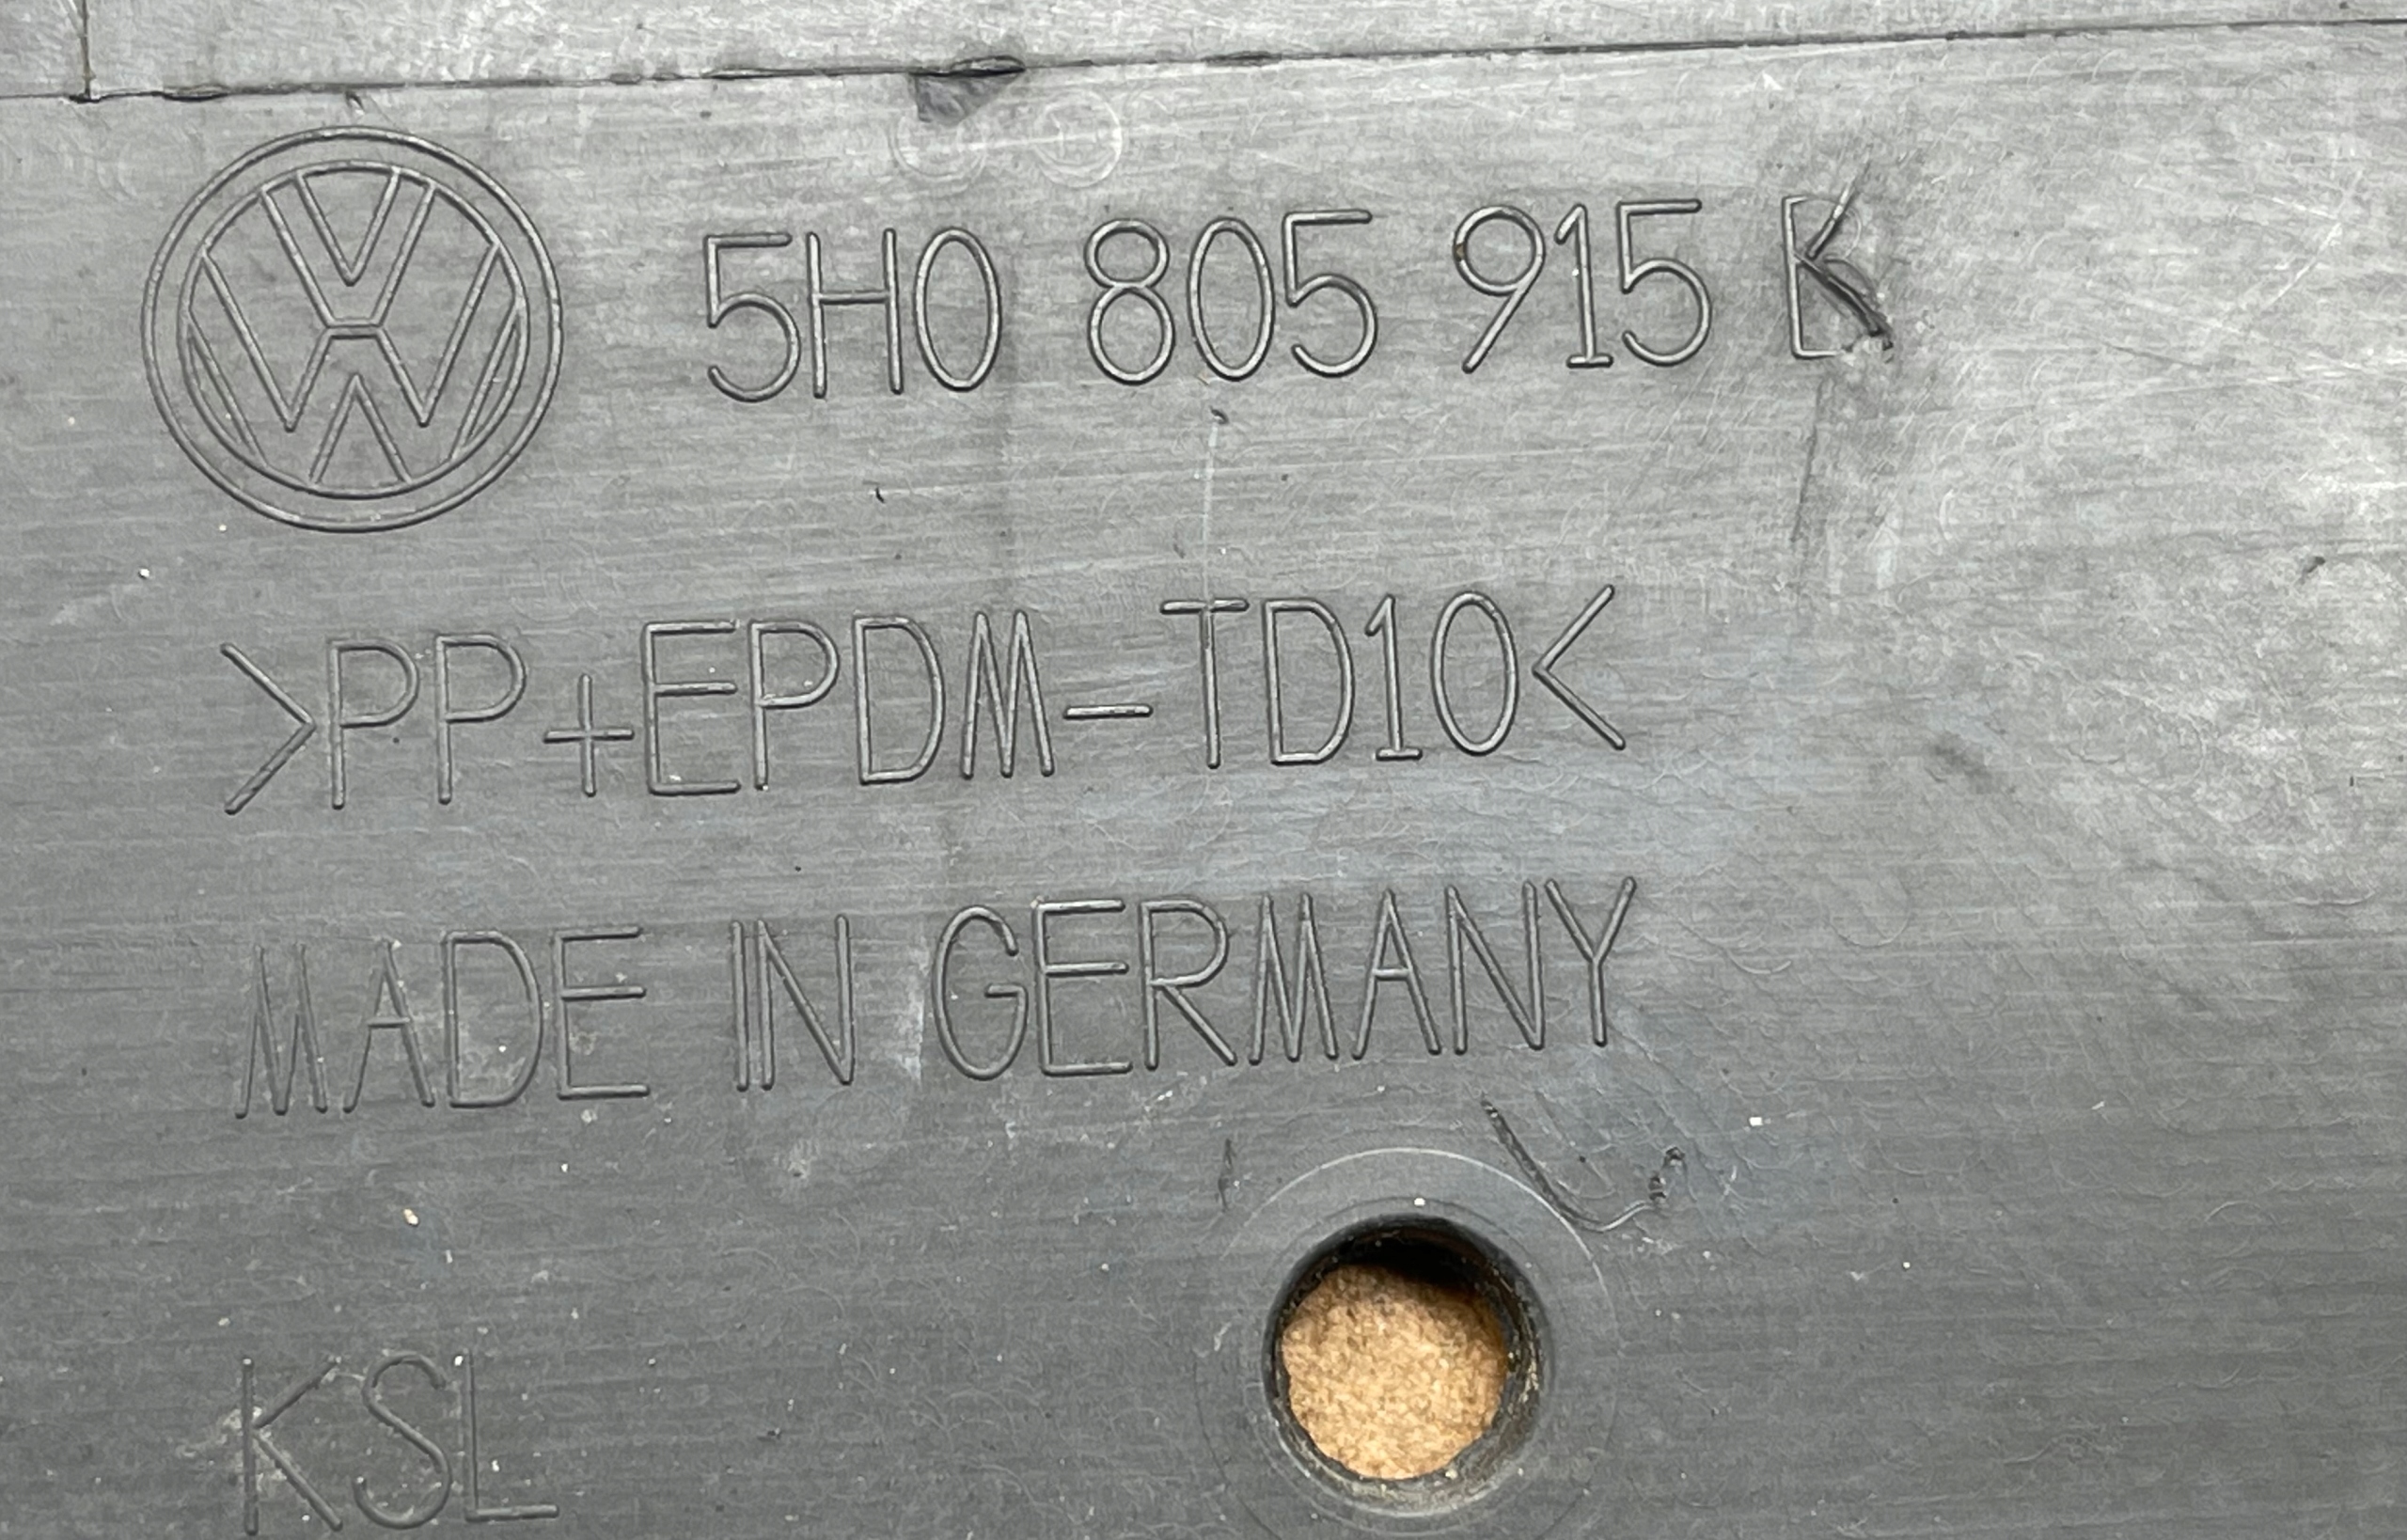 5H0 805 915 K
>PP+EPDM-TD10<
MADE IN GERMANY
KSL